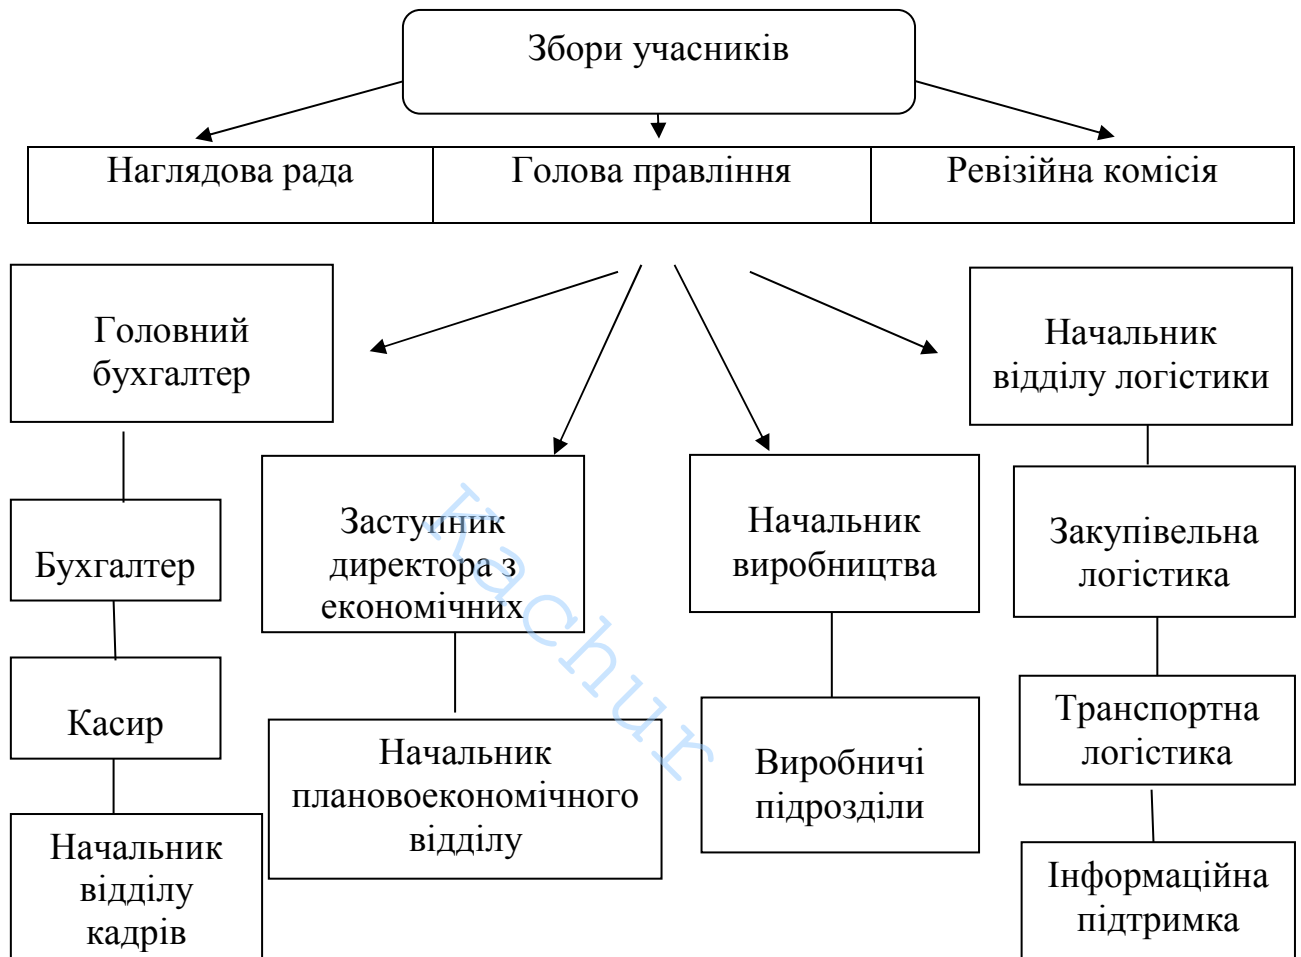 Збори учасників
Наглядова рада
Голова правління
Ревізійна комісія
Головний
бухгалтер
Начальник
відділу логістики
Бухгалтер
Заступник
директора з
економічних
Начальник
виробництва
Закупівельна
логістика
Касир
Начальник
плановоекономічного
відділу
Виробничі
підрозділи
Транспортна
логістика
Начальник
відділу
кадрів
Інформаційна
підтримка
Kachur